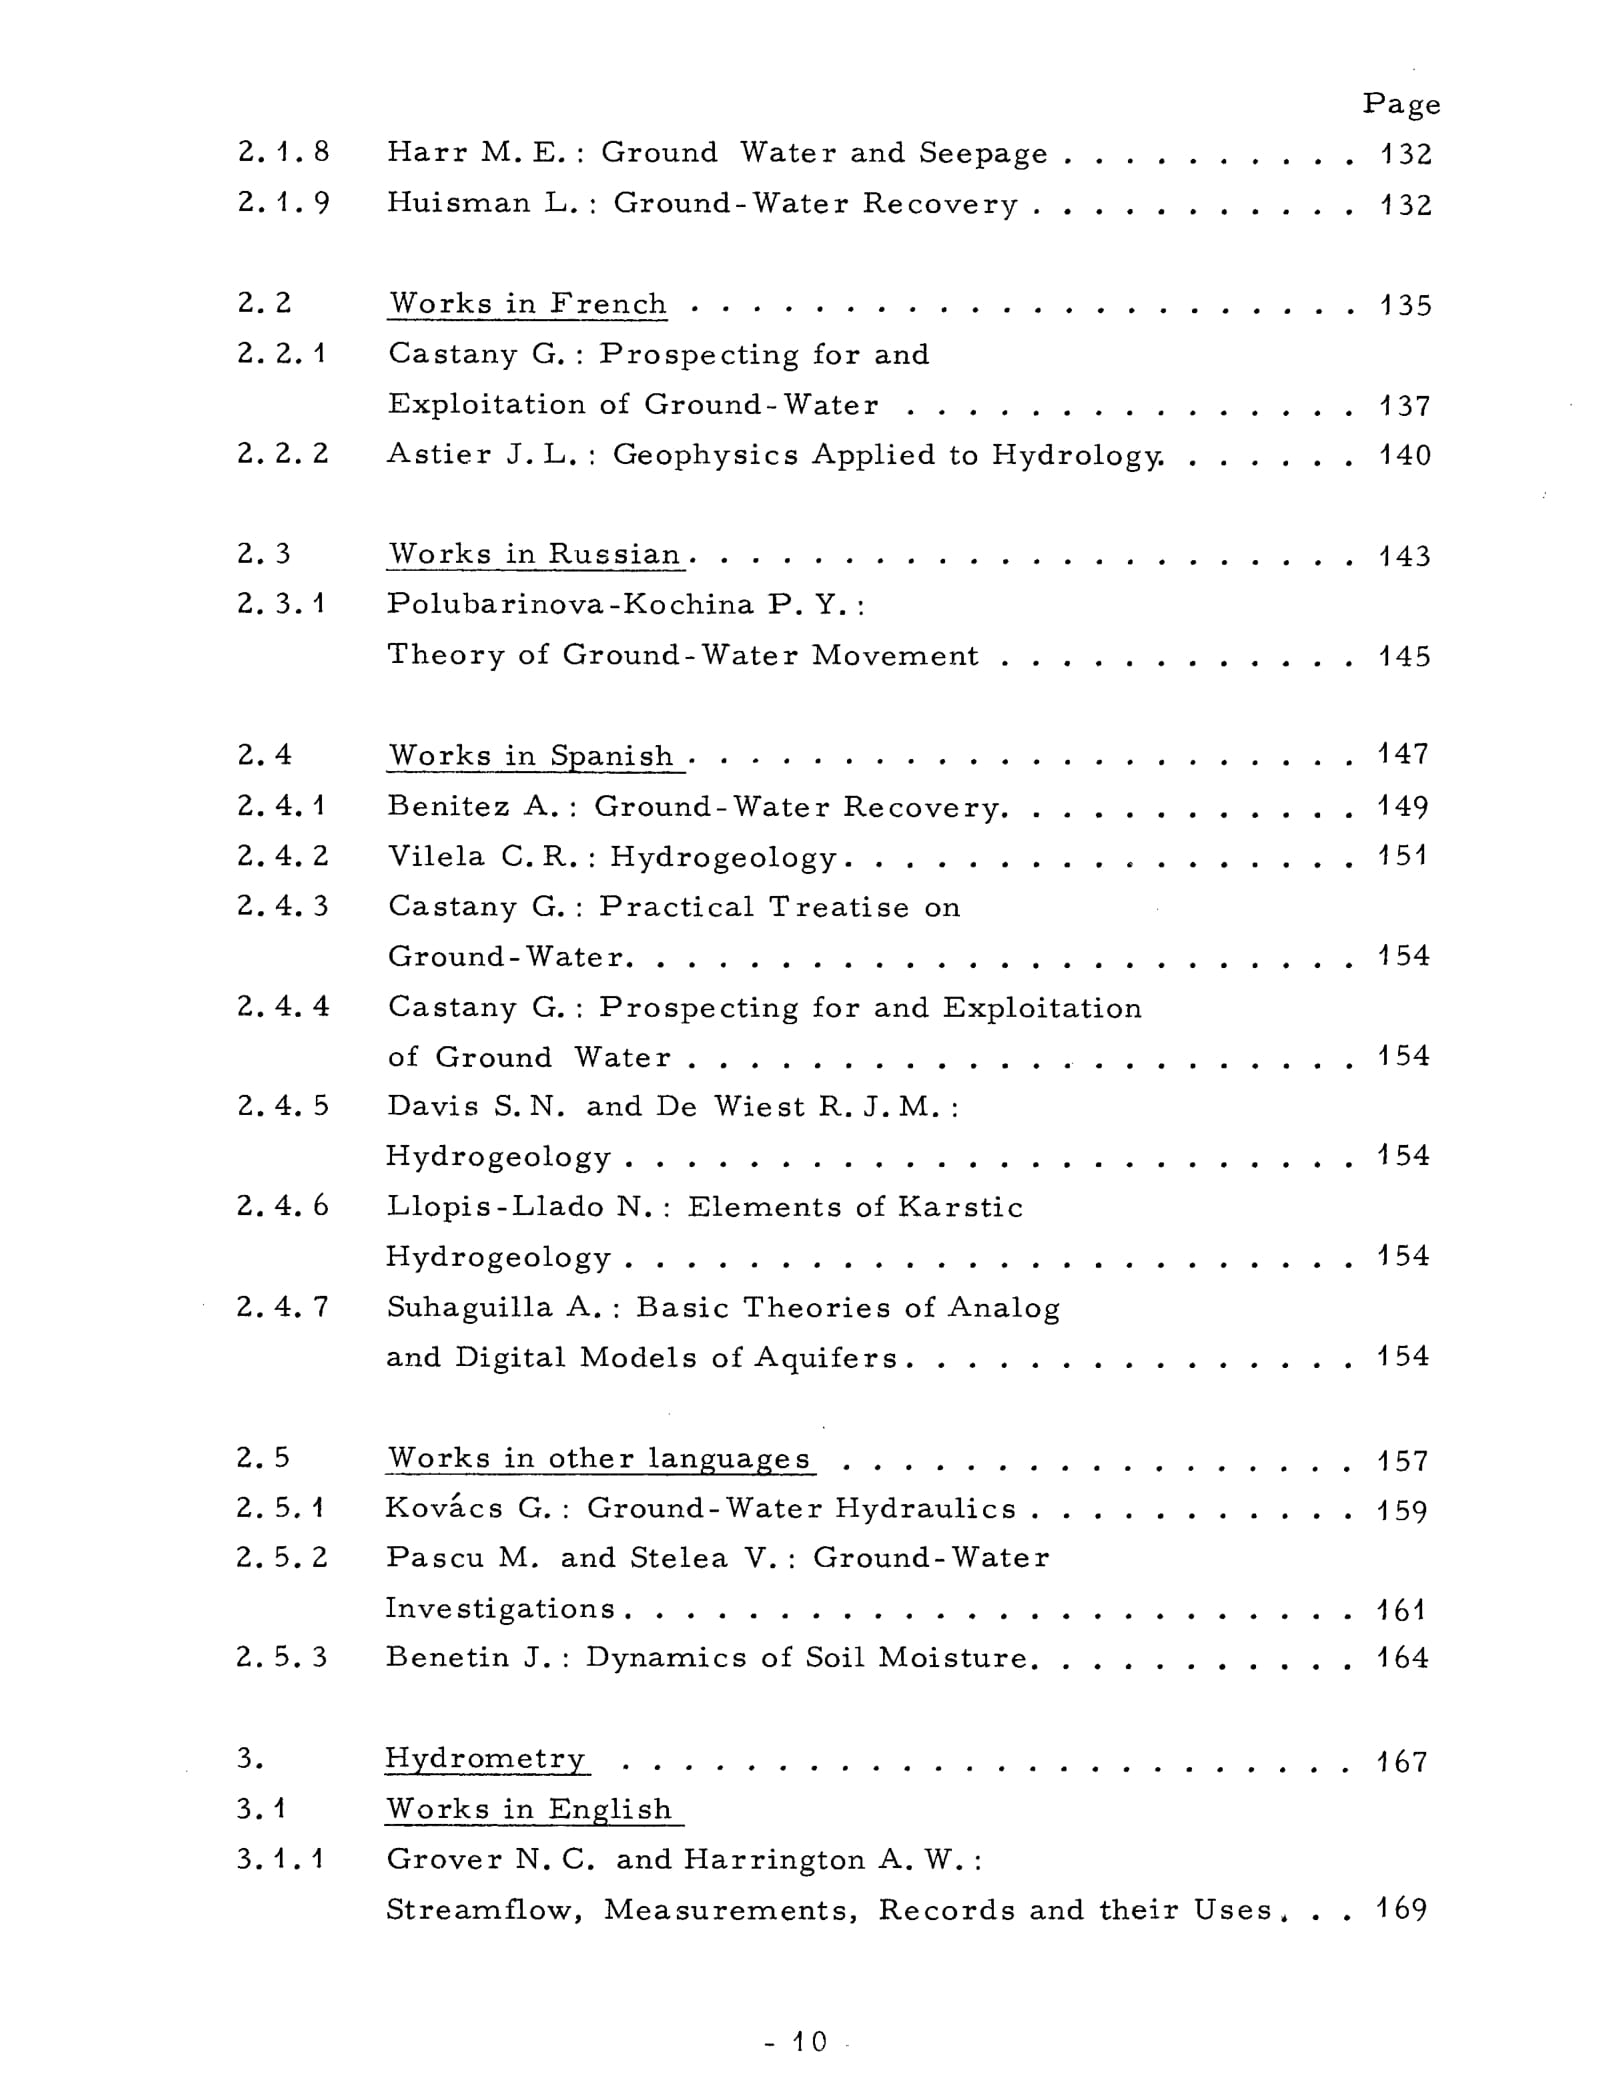 Page
2.1.8 Harr M.E.: Ground Water and Seepage . . . . . . . . . . 132
2.1.9 Huisman L.: Ground-Water Recovery . . . . . . . . . . . 132
2.2 Works in French . . . . . . . . . . . . . . . . . . . . . . 135
2.2.1 Castany G.: Prospecting for and
Exploitation of Ground-Water . . . . . . . . . . . . . . . 137
2.2.2 Astier J.L.: Geophysics Applied to Hydrology. . . . . . . 140
2.3 Works in Russian . . . . . . . . . . . . . . . . . . . . . . 143
2.3.1 Polubarinova-Kochina P.Y.:
Theory of Ground-Water Movement . . . . . . . . . . . . 145
2.4 Works in Spanish . . . . . . . . . . . . . . . . . . . . . . 147
2.4.1 Benitez A.: Ground-Water Recovery. . . . . . . . . . . . 149
2.4.2 Vilela C.R.: Hydrogeology. . . . . . . . . . . . . . . . . 151
2.4.3 Castany G.: Practical Treatise on
Ground-Water. . . . . . . . . . . . . . . . . . . . . . . . 154
2.4.4 Castany G.: Prospecting for and Exploitation
of Ground Water . . . . . . . . . . . . . . . . . . . . . . 154
2.4.5 Davis S.N. and De Wiest R.J.M.:
Hydrogeology . . . . . . . . . . . . . . . . . . . . . . . . 154
2.4.6 Llopis-Llado N.: Elements of Karstic
Hydrogeology . . . . . . . . . . . . . . . . . . . . . . . . 154
2.4.7 Suhaguilla A.: Basic Theories of Analog
and Digital Models of Aquifers. . . . . . . . . . . . . . . 154
2.5 Works in other languages . . . . . . . . . . . . . . . . . 157
2.5.1 Kovács G.: Ground-Water Hydraulics . . . . . . . . . . . 159
2.5.2 Pascu M. and Stelea V.: Ground-Water
Investigations. . . . . . . . . . . . . . . . . . . . . . . . 161
2.5.3 Benetin J.: Dynamics of Soil Moisture. . . . . . . . . . . 164
3. Hydrometry . . . . . . . . . . . . . . . . . . . . . . . . 167
3.1 Works in English
3.1.1 Grover N.C. and Harrington A.W.:
Streamflow, Measurements, Records and their Uses. . . 169
- 10 -